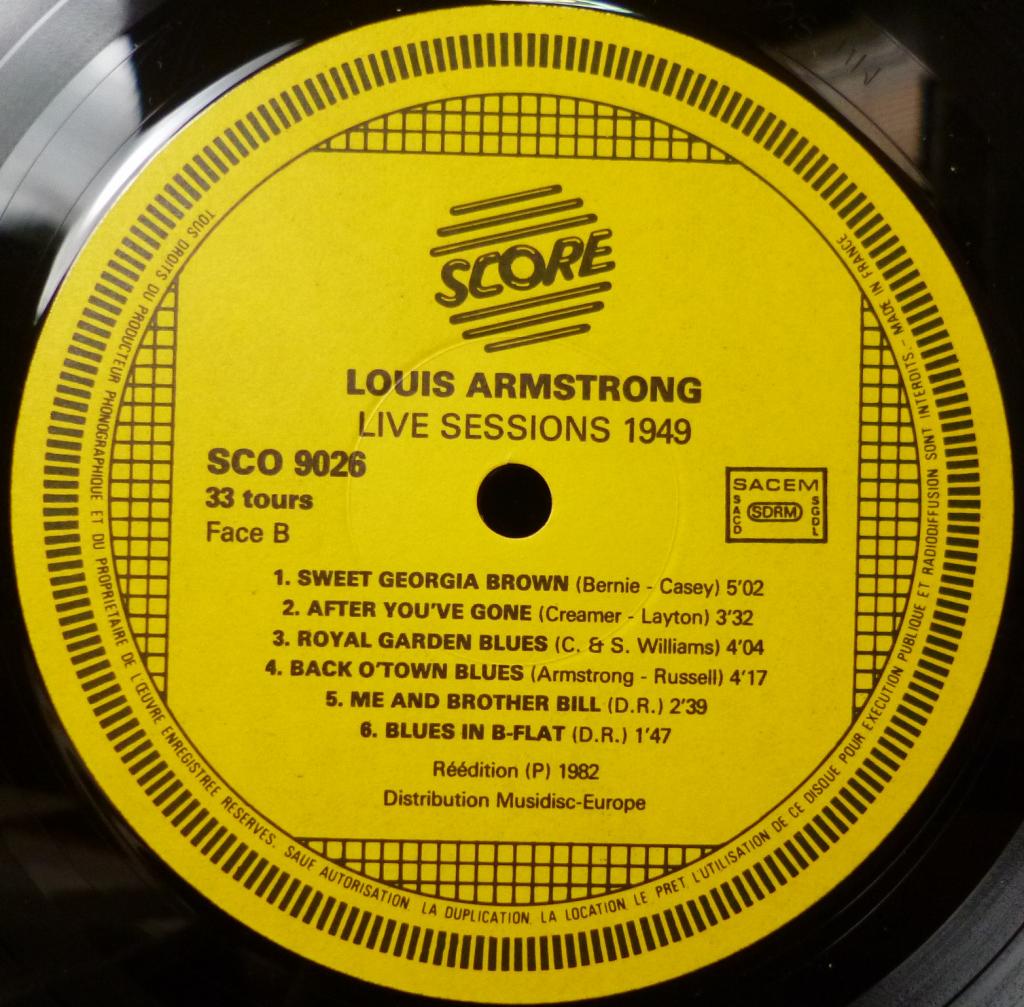 SCORE
LOUIS ARMSTRONG
LIVE SESSIONS 1949
SCO 9026
33 tours
Face B
SACEM
SACD
SDRM
SGDL
1. SWEET GEORGIA BROWN (Bernie - Casey) 5'02
2. AFTER YOU'VE GONE (Creamer - Layton) 3'32
3. ROYAL GARDEN BLUES (C. & S. Williams) 4'04
4. BACK O'TOWN BLUES (Armstrong - Russell) 4'17
5. ME AND BROTHER BILL (D.R.) 2'39
6. BLUES IN B-FLAT (D.R.) 1'47
Réédition (P) 1982
Distribution Musidisc-Europe
TOUS DROITS DU PRODUCTEUR PHONOGRAPHIQUE ET DU PROPRIETAIRE DE L'ŒUVRE ENREGISTREE RESERVES. SAUF AUTORISATION LA DUPLICATION LA LOCATION LE PRET L'UTILISATION DE CE DISQUE POUR EXECUTION PUBLIQUE ET RADIODIFFUSION SONT INTERDITS.- MADE IN FRANCE